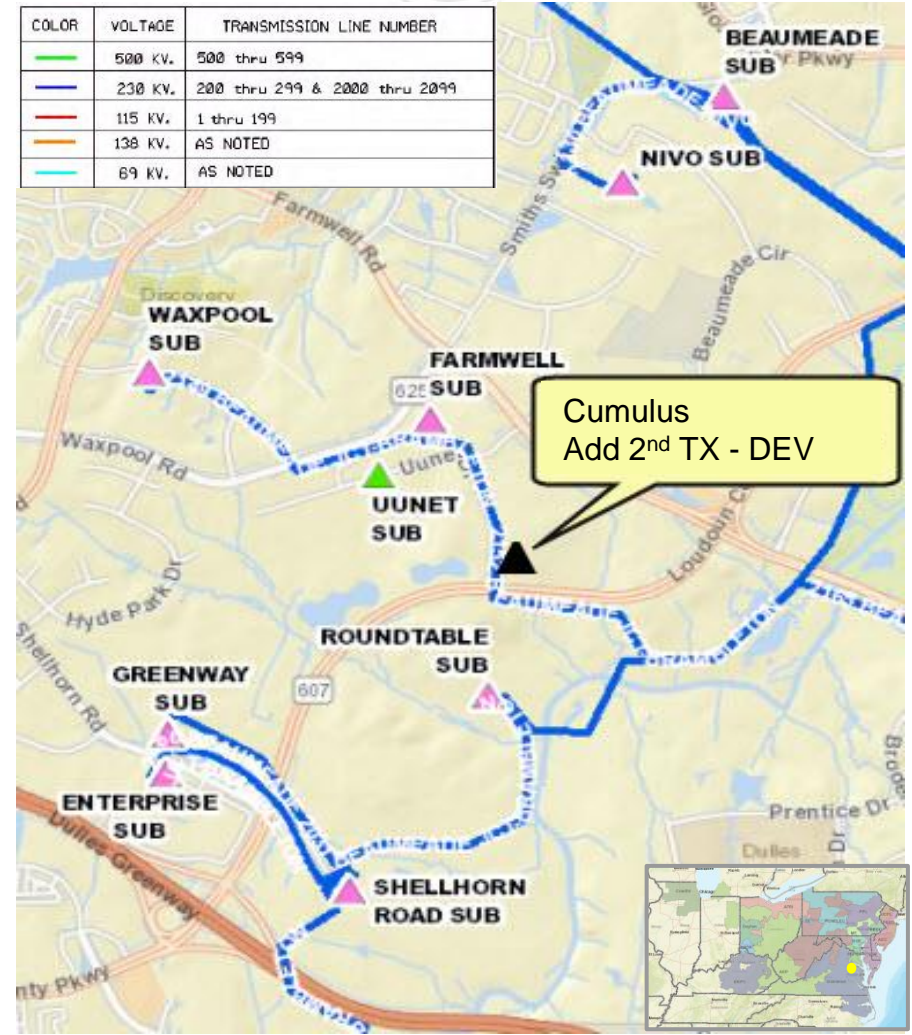 COLOR VOLTAGE TRANSMISSION LINE NUMBER
500 KV. 500 thru 599
230 KV. 200 thru 299 & 2000 thru 2099
115 KV. 1 thru 199
138 KV. AS NOTED
69 KV. AS NOTED
BEAUMEADE
SUB
Pkwy
NIVO SUB
Farmwell Rd
Beaumeade Cir
Discovery
WAXPOOL
SUB
FARMWELL
SUB
625
Cumulus
Add 2nd TX - DEV
Waxpool Rd
UUNET
SUB
Loudoun
Hyde Park Dr
Shellhorn Rd
ROUNDTABLE
SUB
GREENWAY
SUB
607
ENTERPRISE
SUB
Prentice Dr
Dulles
Dulles Greenway
SHELLHORN
ROAD SUB
nty Pkwy